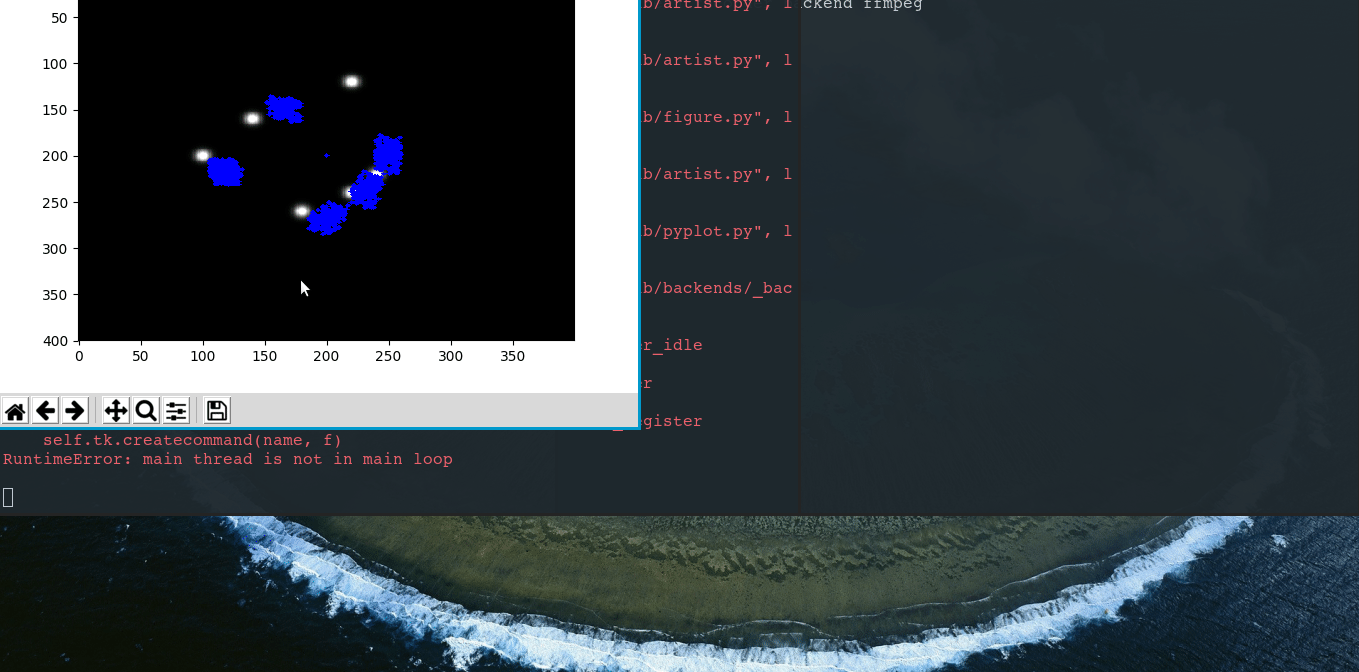 b/artist.py", l
ckend ffmpeg
b/artist.py", l
b/figure.py", l
b/artist.py", l
b/pyplot.py", l
b/backends/_bac
r_idle
r
_gister
self.tk.createcommand(name, f)
RuntimeError: main thread is not in main loop
50
100
150
200
250
300
350
400
0 50 100 150 200 250 300 350